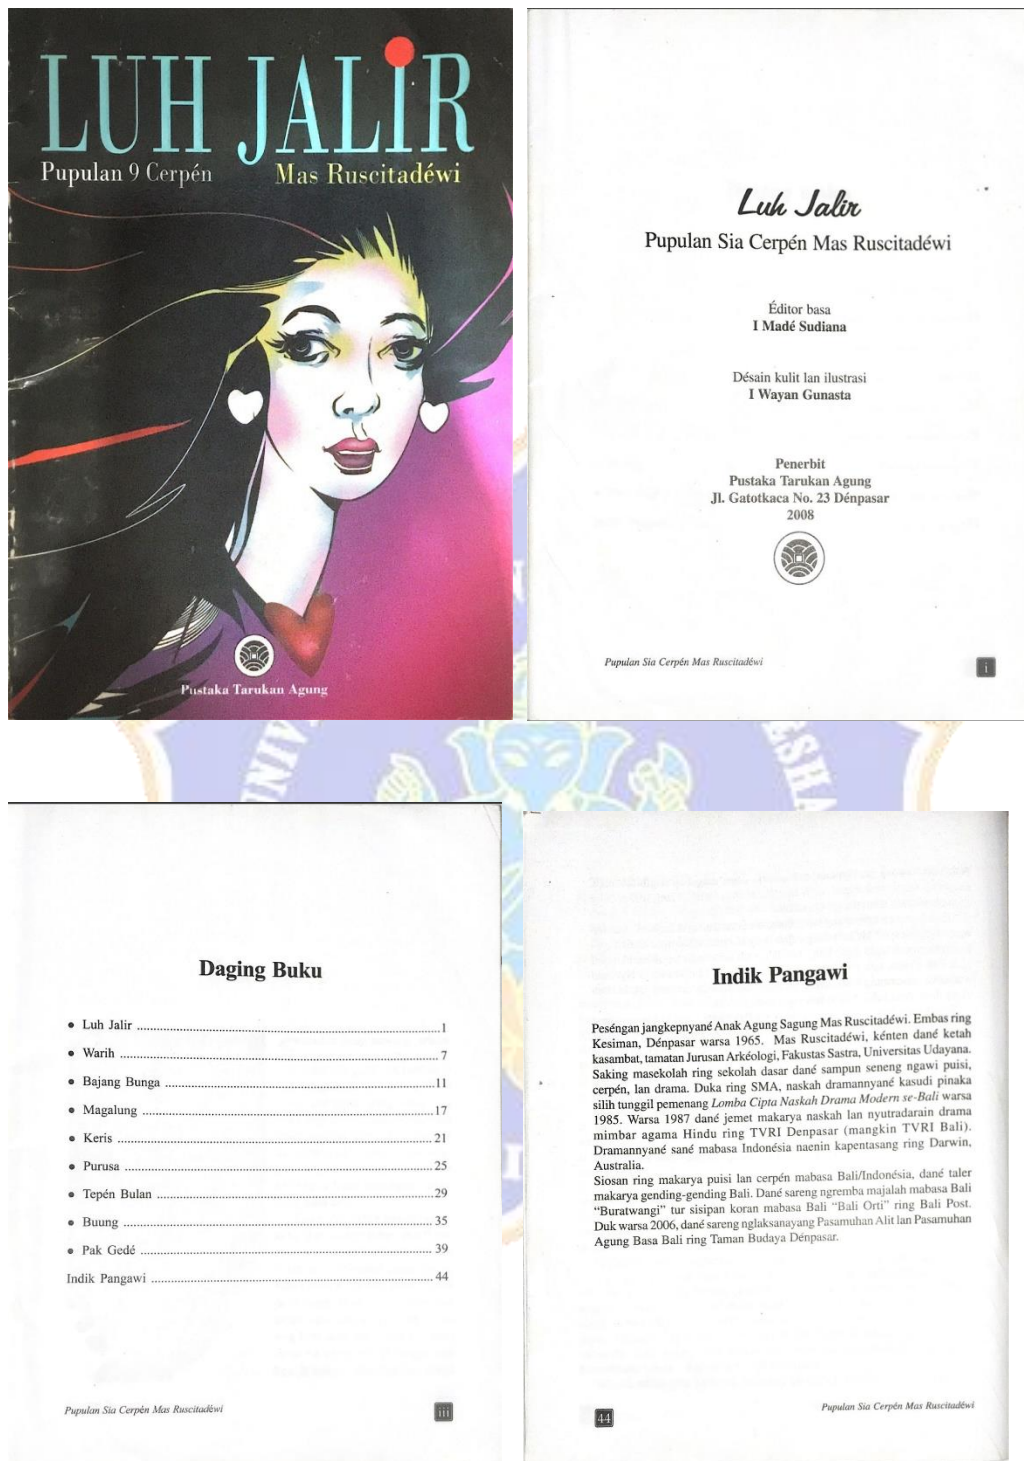 LUH JALiR
Pupulan 9 Cerpén
Mas Ruscitadéwi
Pustaka Tarukan Agung
Luh Jalir
Pupulan Sia Cerpén Mas Ruscitadéwi
Éditor basa
I Madé Sudiana
Désain kulit lan ilustrasi
I Wayan Gunasta
Penerbit
Pustaka Tarukan Agung
Jl. Gatotkaca No. 23 Dénpasar
2008
Pupulan Sia Cerpén Mas Ruscitadéwi
i
Daging Buku
• Luh Jalir ........ 1
• Warih ........ 7
• Bajang Bunga ........ 11
• Magalung ........ 17
• Keris ........ 21
• Purusa ........ 25
• Tepén Bulan ........ 29
• Buung ........ 35
• Pak Gedé ........ 39
Indik Pangawi ........ 44
Pupulan Sia Cerpén Mas Ruscitadéwi
iii
Indik Pangawi
Peséngan jangkepnyané Anak Agung Sagung Mas Ruscitadéwi. Embas ring
Kesiman, Dénpasar warsa 1965. Mas Ruscitadéwi, kénten dané ketah
kasambat, tamatan Jurusan Arkéologi, Fakustas Sastra, Universitas Udayana.
Saking masekolah ring sekolah dasar dané sampun seneng ngawi puisi,
cerpén, lan drama. Duka ring SMA, naskah dramannyané kasudi pinaka
silih tunggil pemenang Lomba Cipta Naskah Drama Modern se-Bali warsa
1985. Warsa 1987 dané jemet makarya naskah lan nyutradarain drama
mimbar agama Hindu ring TVRI Denpasar (mangkin TVRI Bali).
Dramannyané sané mabasa Indonésia naenin kapentasang ring Darwin,
Australia.
Siosan ring makarya puisi lan cerpén mabasa Bali/Indonésia, dané taler
makarya gending-gending Bali. Dané sareng ngremba majalah mabasa Bali
“Buratwangi” tur sisipan koran mabasa Bali “Bali Orti” ring Bali Post.
Duk warsa 2006, dané sareng nglaksanayang Pasamuhan Alit lan Pasamuhan
Agung Basa Bali ring Taman Budaya Dénpasar.
44
Pupulan Sia Cerpén Mas Ruscitadéwi